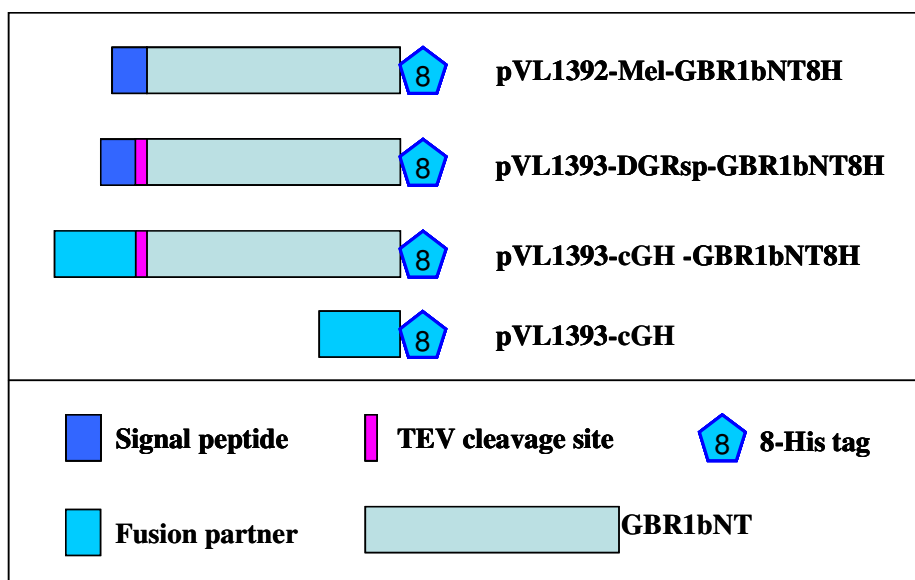 8 pVL1392-Mel-GBR1bNT8H
8 pVL1393-DGRsp-GBR1bNT8H
8 pVL1393-cGH -GBR1bNT8H
8 pVL1393-cGH
Signal peptide TEV cleavage site 8 8-His tag
Fusion partner GBR1bNT